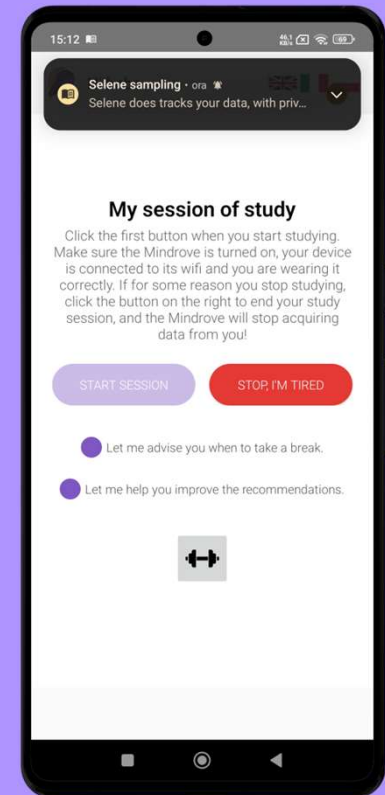 15:12
46,1
KB/s
69
Selene sampling • ora
Selene does tracks your data, with priv...
My session of study
Click the first button when you start studying.
Make sure the Mindrove is turned on, your device
is connected to its wifi and you are wearing it
correctly. If for some reason you stop studying,
click the button on the right to end your study
session, and the Mindrove will stop acquiring
data from you!
START SESSION
STOP, I'M TIRED
Let me advise you when to take a break.
Let me help you improve the recommendations.